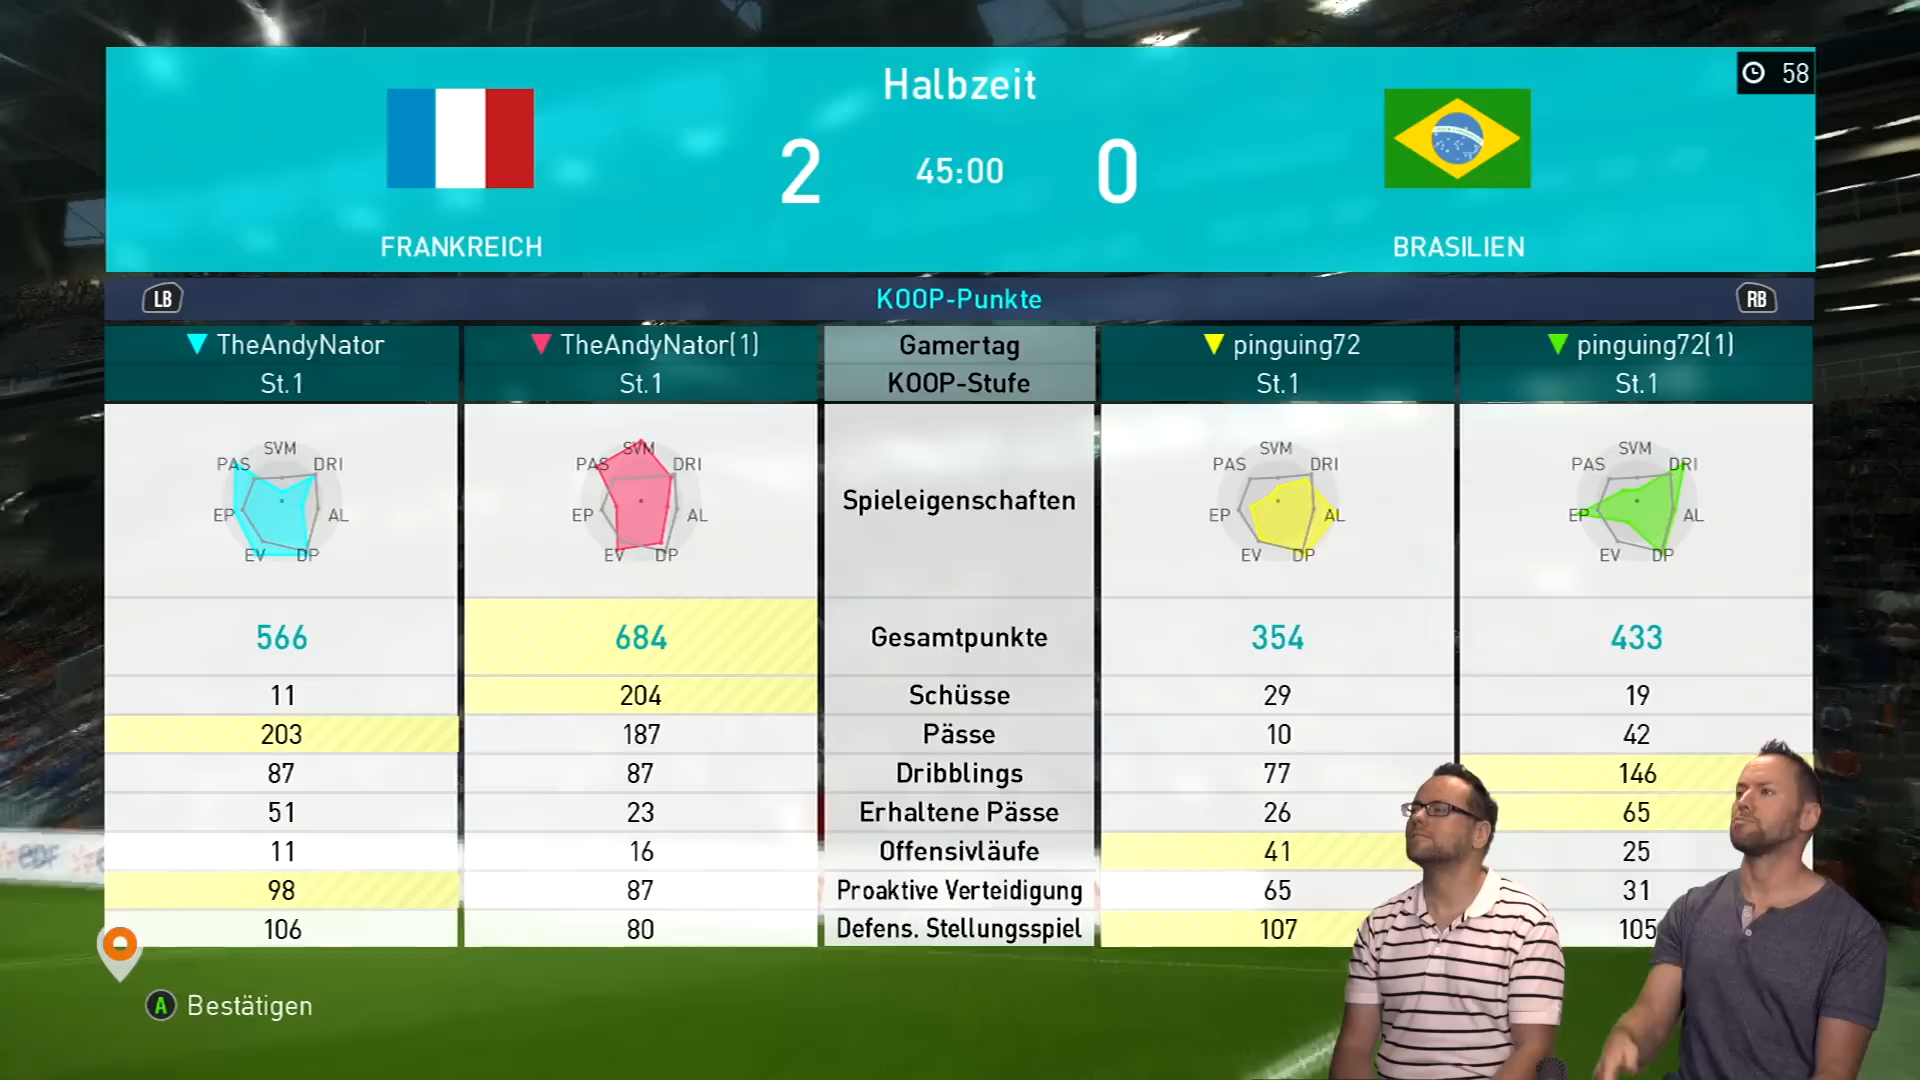 Halbzeit
58
2 45:00 0
FRANKREICH
BRASILIEN
LB
KOOP-Punkte
RB
TheAndyNator
TheAndyNator(1)
Gamertag
pinguing72
pinguing72(1)
St.1
St.1
KOOP-Stufe
St.1
St.1
SVM
PAS
DRI
EP
AL
EV
DP
SVM
PAS
DRI
EP
AL
EV
DP
Spieleigenschaften
SVM
PAS
DRI
EP
AL
EV
DP
SVM
PAS
DRI
EP
AL
EV
DP
566 684 Gesamtpunkte 354 433
11 204 Schüsse 29 19
203 187 Pässe 10 42
87 87 Dribblings 77 146
51 23 Erhaltene Pässe 26 65
11 16 Offensivläufe 41 25
98 87 Proaktive Verteidigung 65 31
106 80 Defens. Stellungsspiel 107 105
A Bestätigen